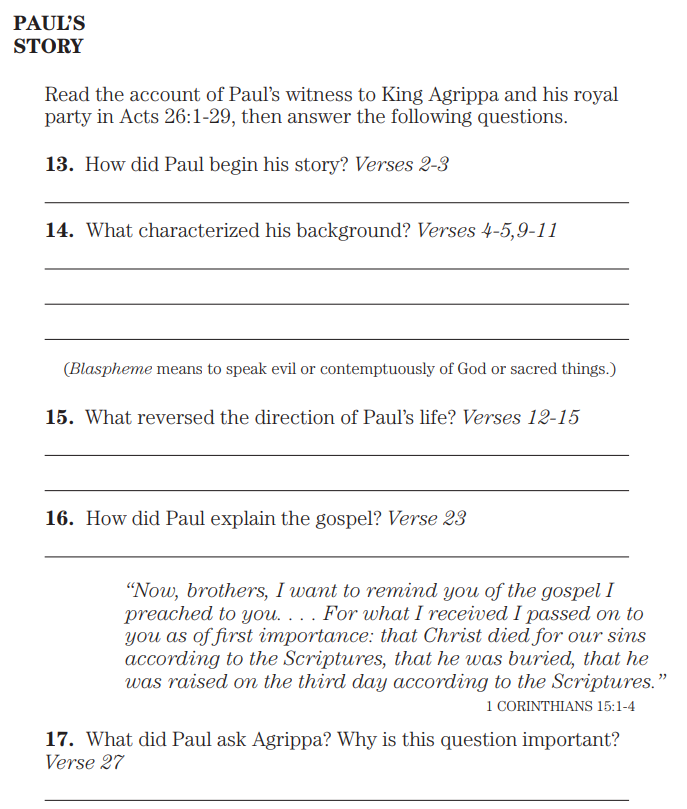 PAUL'S
STORY
Read the account of Paul's witness to King Agrippa and his royal
party in Acts 26:1-29, then answer the following questions.
13. How did Paul begin his story? Verses 2-3
14. What characterized his background? Verses 4-5,9-11
(Blaspheme means to speak evil or contemptuously of God or sacred things.)
15. What reversed the direction of Paul's life? Verses 12-15
16. How did Paul explain the gospel? Verse 23
“Now, brothers, I want to remind you of the gospel I
preached to you. . . . For what I received I passed on to
you as of first importance: that Christ died for our sins
according to the Scriptures, that he was buried, that he
was raised on the third day according to the Scriptures.”
1 CORINTHIANS 15:1-4
17. What did Paul ask Agrippa? Why is this question important?
Verse 27